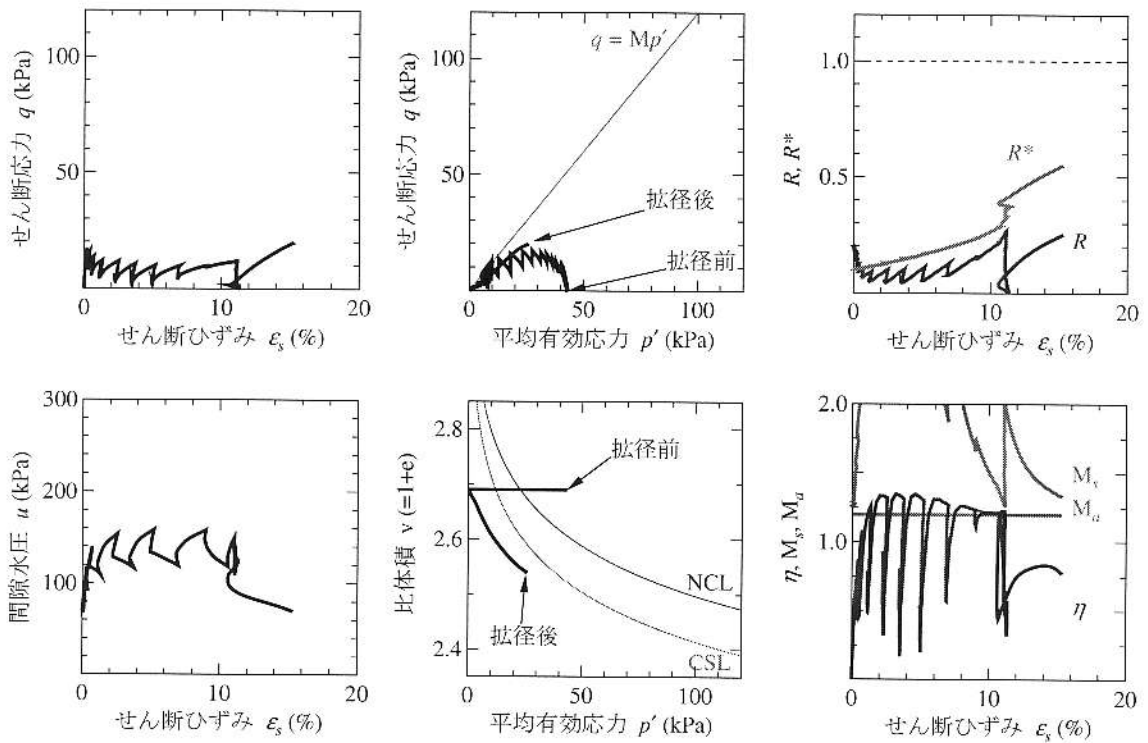 せん断応力 q (kPa)
100
50
0
10
20
せん断ひずみ εs (%)
せん断応力 q (kPa)
100
50
q = Mp′
拡径後
拡径前
0
100
平均有効応力 p′ (kPa)
R, R*
1.0
0.5
R*
R
0
10
20
せん断ひずみ εs (%)
間隙水圧 u (kPa)
300
200
100
0
10
20
せん断ひずみ εs (%)
比体積 v (=1+e)
2.8
2.6
2.4
拡径前
拡径後
NCL
CSL
0
100
平均有効応力 p′ (kPa)
η, Ms, Ma
2.0
1.0
Ms
Ma
η
0
10
20
せん断ひずみ εs (%)